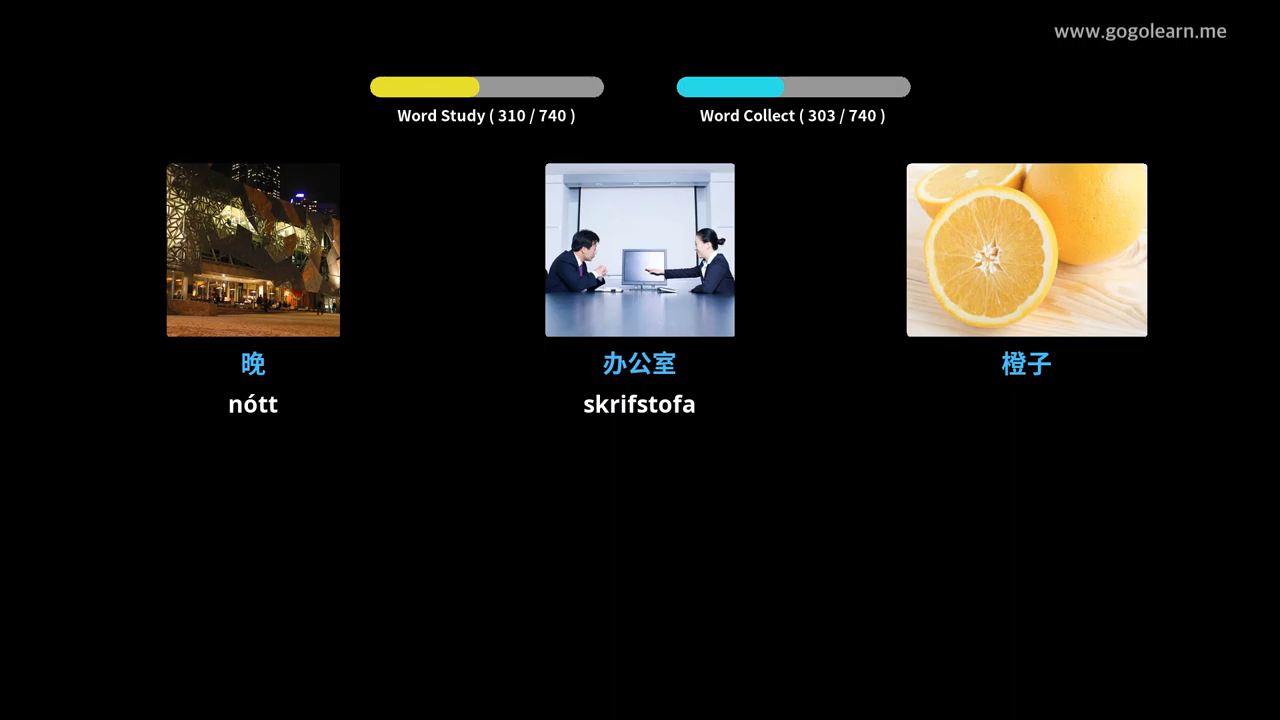 www.gogolearn.me
Word Study ( 310 / 740 )
Word Collect ( 303 / 740 )
晚
办公室
橙子
nótt
skrifstofa